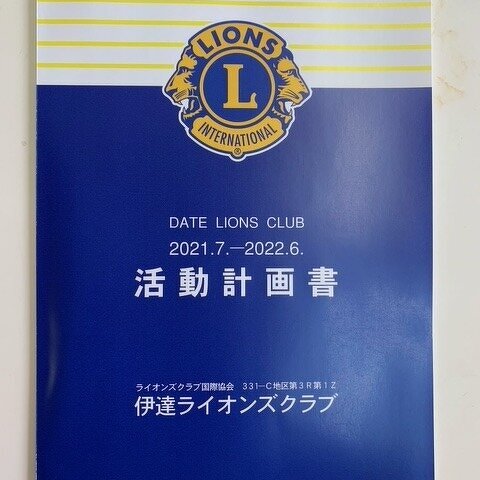 LIONS
L
INTERNATIONAL
®
DATE LIONS CLUB
2021.7.―2022.6.
活動計画書
ライオンズクラブ国際協会 331―C地区第3R第1Z
伊達ライオンズクラブ